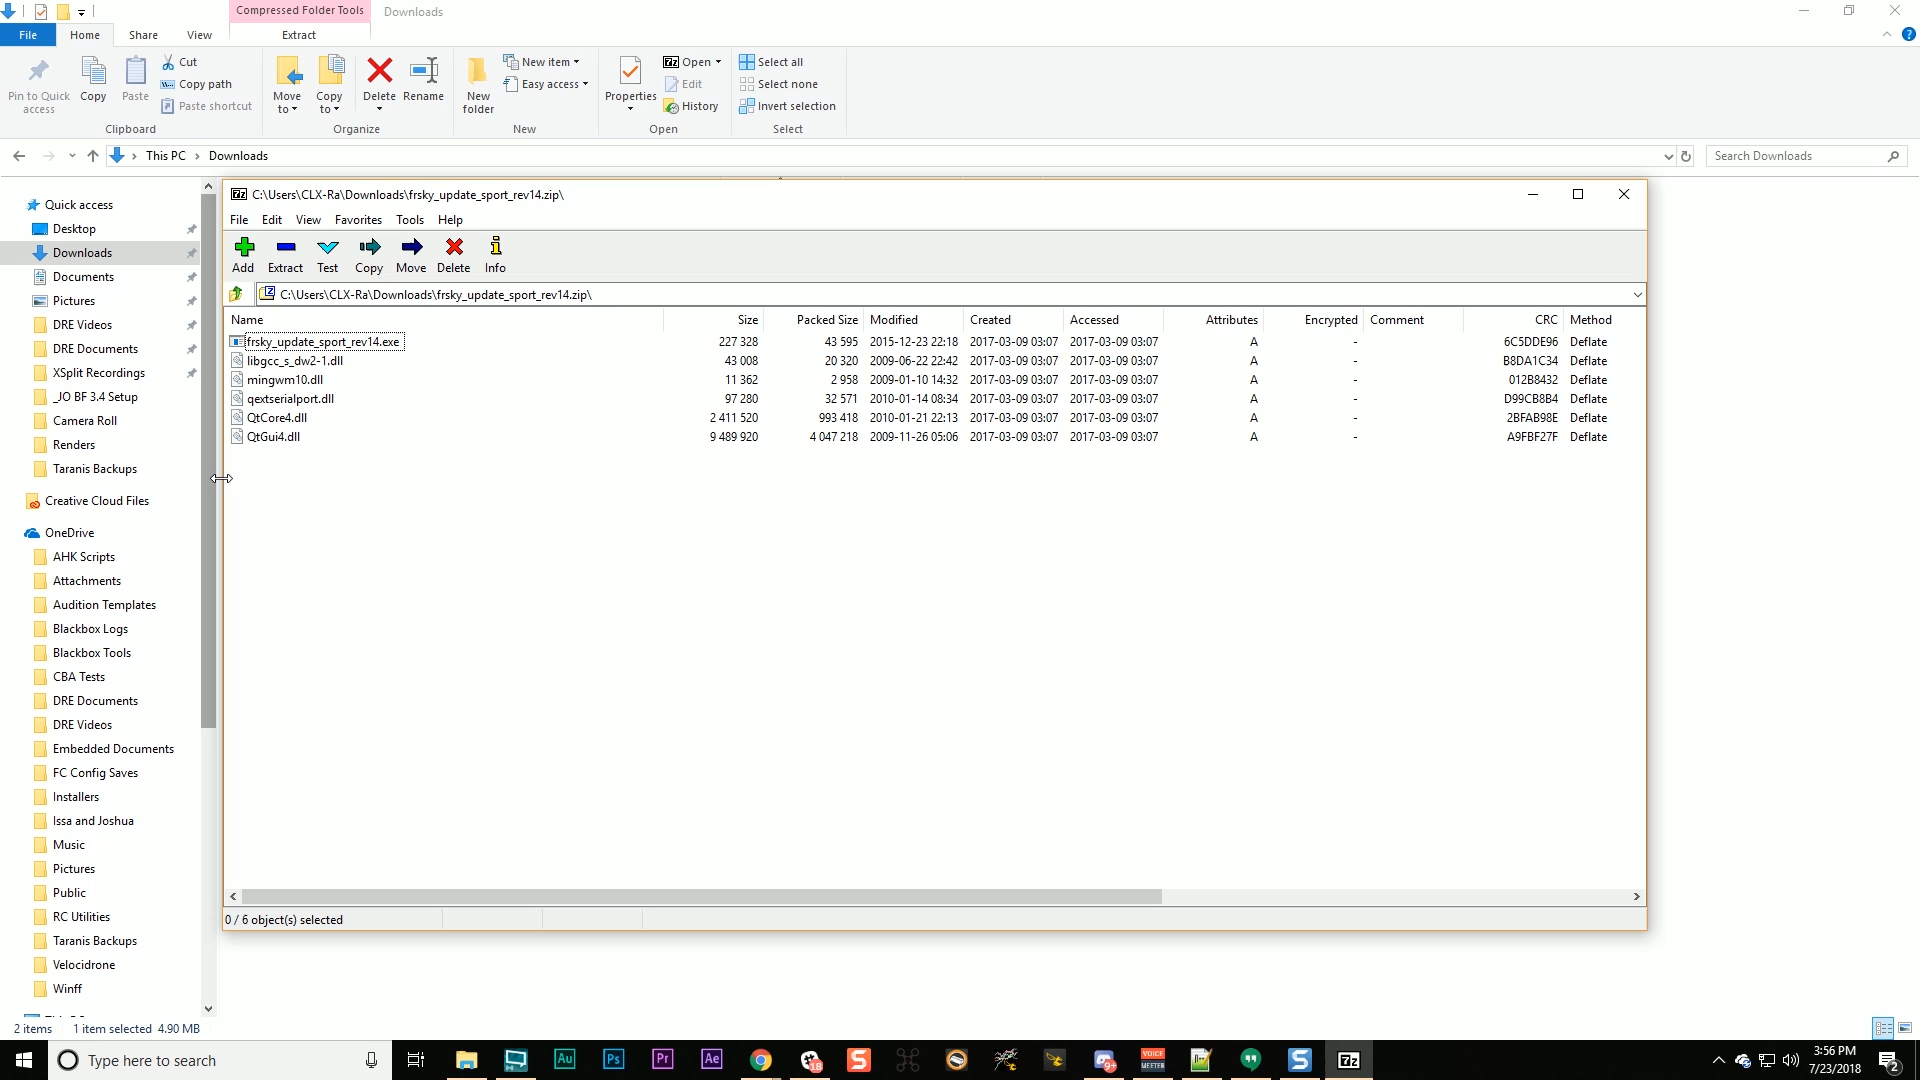 Compressed Folder Tools Downloads
File Home Share View Extract
Pin to Quick access
Copy
Paste
Cut
Copy path
Paste shortcut
Clipboard
Move to
Copy to
Delete
Rename
Organize
New folder
New item
Easy access
New
Properties
Open
Edit
History
Open
Select all
Select none
Invert selection
Select
This PC > Downloads
Search Downloads
Quick access
Desktop
Downloads
Documents
Pictures
DRE Videos
DRE Documents
XSplit Recordings
_JO BF 3.4 Setup
Camera Roll
Renders
Taranis Backups
Creative Cloud Files
OneDrive
AHK Scripts
Attachments
Audition Templates
Blackbox Logs
Blackbox Tools
CBA Tests
DRE Documents
DRE Videos
Embedded Documents
FC Config Saves
Installers
Issa and Joshua
Music
Pictures
Public
RC Utilities
Taranis Backups
Velocidrone
Winff
2 items 1 item selected 4.90 MB
7z C:\Users\CLX-Ra\Downloads\frsky_update_sport_rev14.zip\
File Edit View Favorites Tools Help
Add Extract Test Copy Move Delete Info
C:\Users\CLX-Ra\Downloads\frsky_update_sport_rev14.zip\
Name Size Packed Size Modified Created Accessed Attributes Encrypted Comment CRC Method
frsky_update_sport_rev14.exe 227 328 43 595 2015-12-23 22:18 2017-03-09 03:07 2017-03-09 03:07 A - 6C5DDE96 Deflate
libgcc_s_dw2-1.dll 43 008 20 320 2009-06-22 22:42 2017-03-09 03:07 2017-03-09 03:07 A - B8DA1C34 Deflate
mingwm10.dll 11 362 2 958 2009-01-10 14:32 2017-03-09 03:07 2017-03-09 03:07 A - 012B8432 Deflate
qextserialport.dll 97 280 32 571 2010-01-14 08:34 2017-03-09 03:07 2017-03-09 03:07 A - D99CB8B4 Deflate
QtCore4.dll 2 411 520 993 418 2010-01-21 22:13 2017-03-09 03:07 2017-03-09 03:07 A - 2BFAB98E Deflate
QtGui4.dll 9 489 920 4 047 218 2009-11-26 05:06 2017-03-09 03:07 2017-03-09 03:07 A - A9FBF27F Deflate
0 / 6 object(s) selected
Type here to search
Au Ps Pr Ae 18 S 9+ VOICE MEETER S 7z
3:56 PM
7/23/2018
2